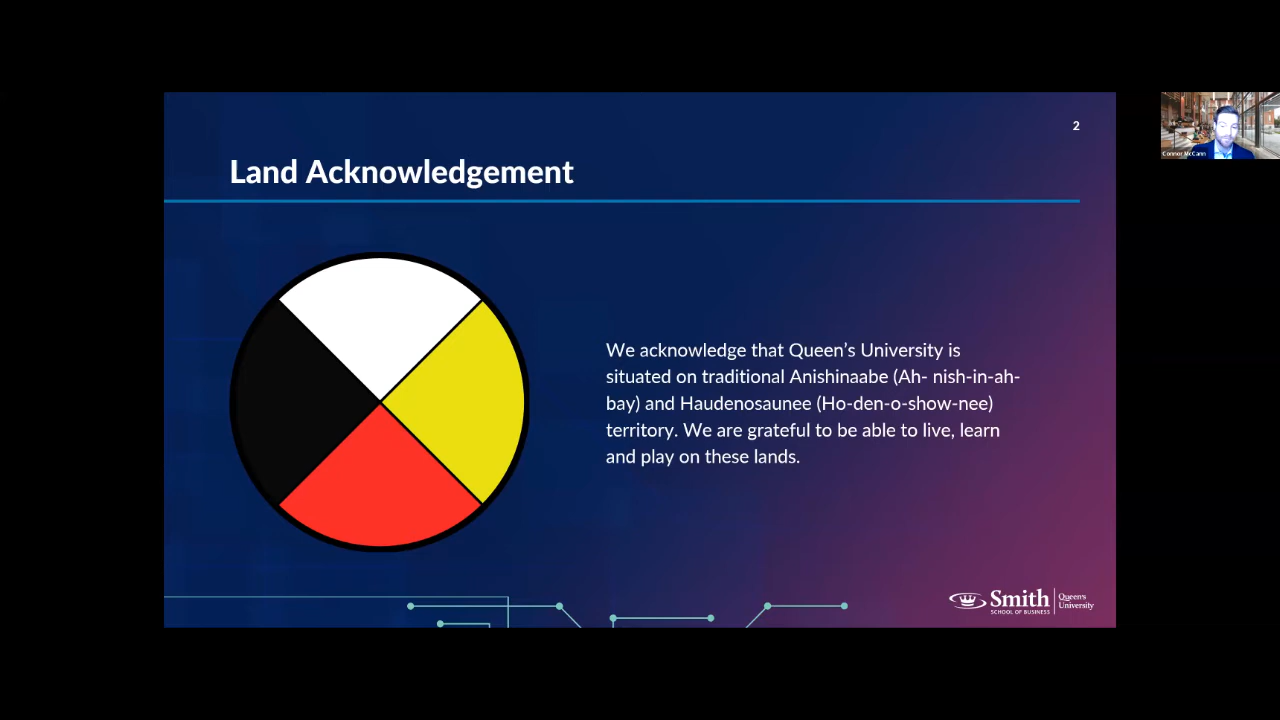 2
Connor McCann
Land Acknowledgement
We acknowledge that Queen's University is
situated on traditional Anishinaabe (Ah- nish-in-ah-
bay) and Haudenosaunee (Ho-den-o-show-nee)
territory. We are grateful to be able to live, learn
and play on these lands.
Smith
SCHOOL OF BUSINESS
Queen's
University